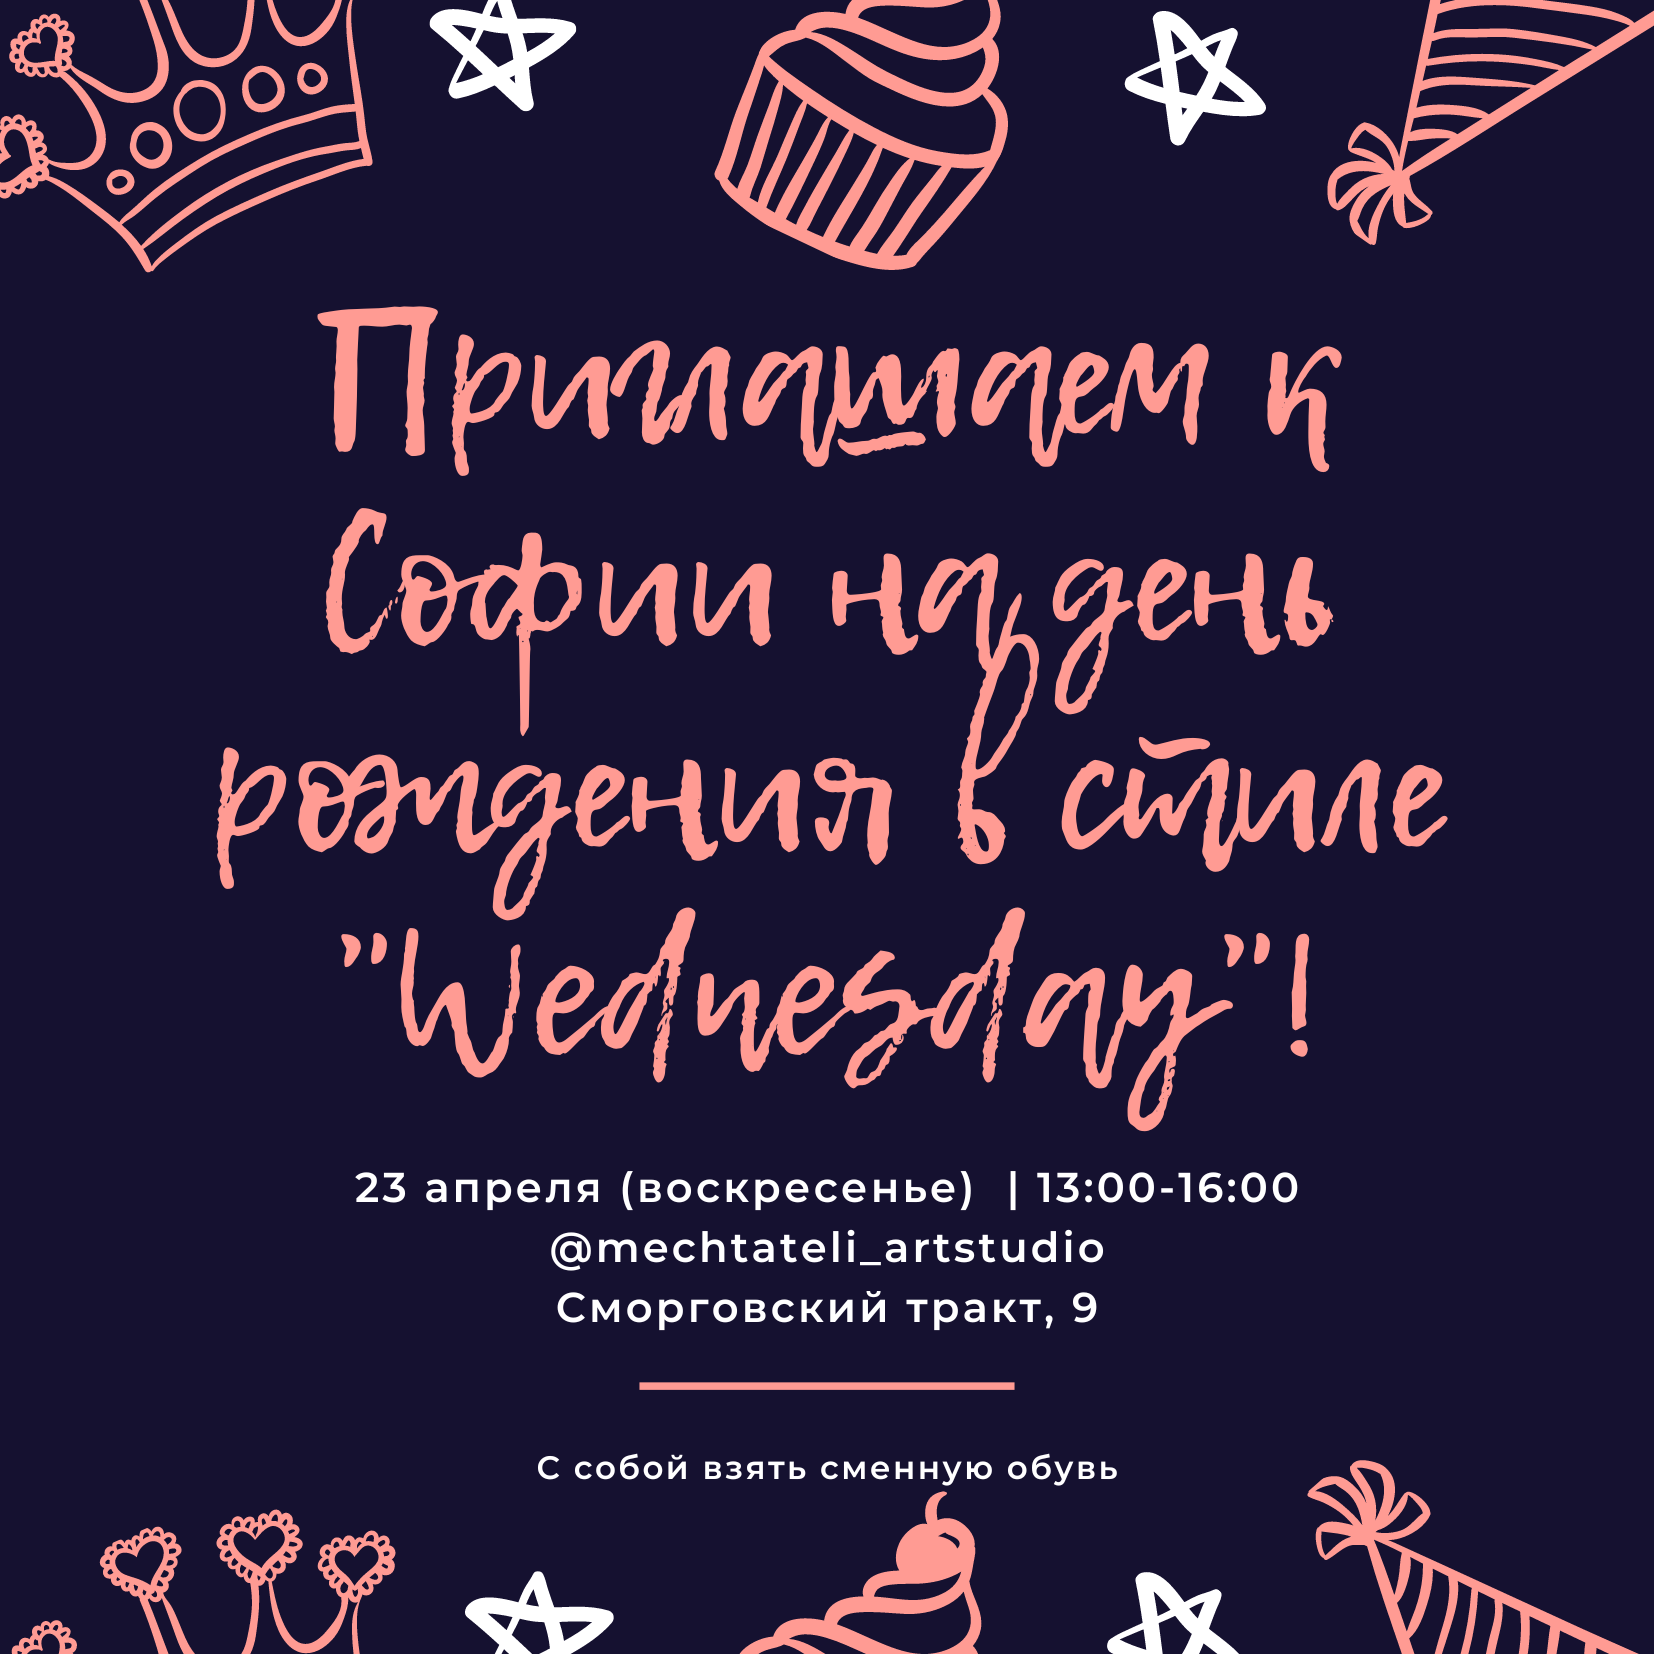 Приглашаем к
Софии на день
рождения в стиле
"Wednesday"!
23 апреля (воскресенье) | 13:00-16:00
@mechtateli_artstudio
Сморговский тракт, 9
С собой взять сменную обувь